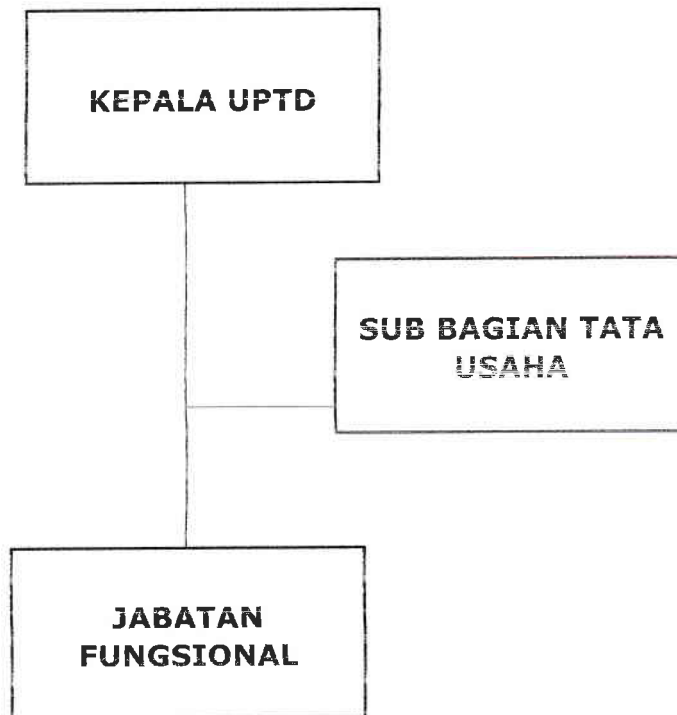 KEPALA UPTD
SUB BAGIAN TATA
USAHA
JABATAN
FUNGSIONAL